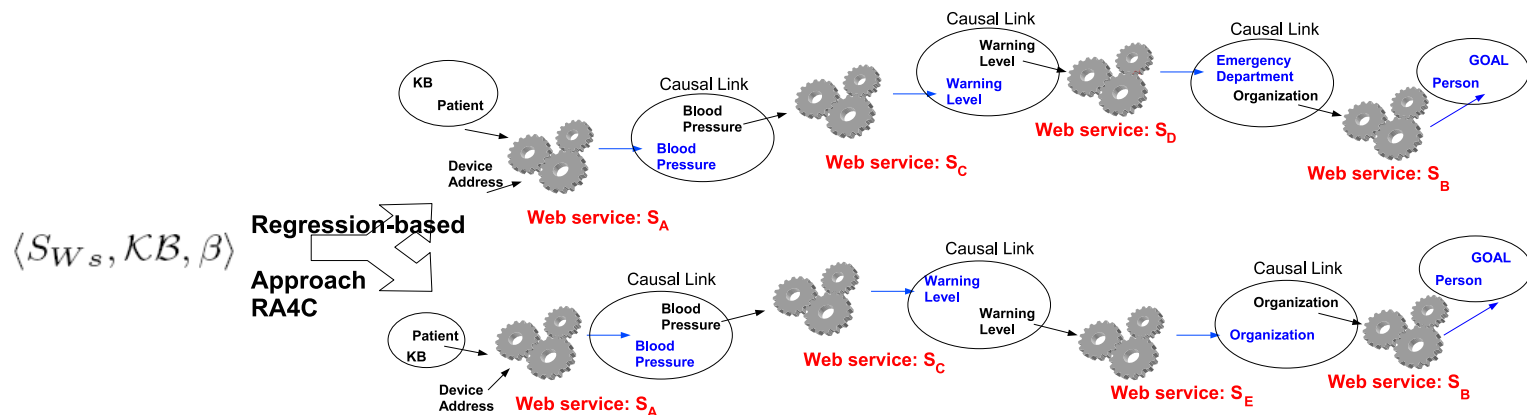 ⟨S_{Ws}, KB, β⟩
Regression-based
Approach
RA4C
KB
Patient
Device
Address
Web service: S_A
Causal Link
Blood
Pressure
Blood
Pressure
Web service: S_C
Causal Link
Warning
Level
Warning
Level
Web service: S_D
Causal Link
Emergency
Department
Organization
Web service: S_B
GOAL
Person
Patient
KB
Device
Address
Web service: S_A
Causal Link
Blood
Pressure
Blood
Pressure
Web service: S_C
Causal Link
Warning
Level
Warning
Level
Web service: S_E
Causal Link
Organization
Organization
Web service: S_B
GOAL
Person